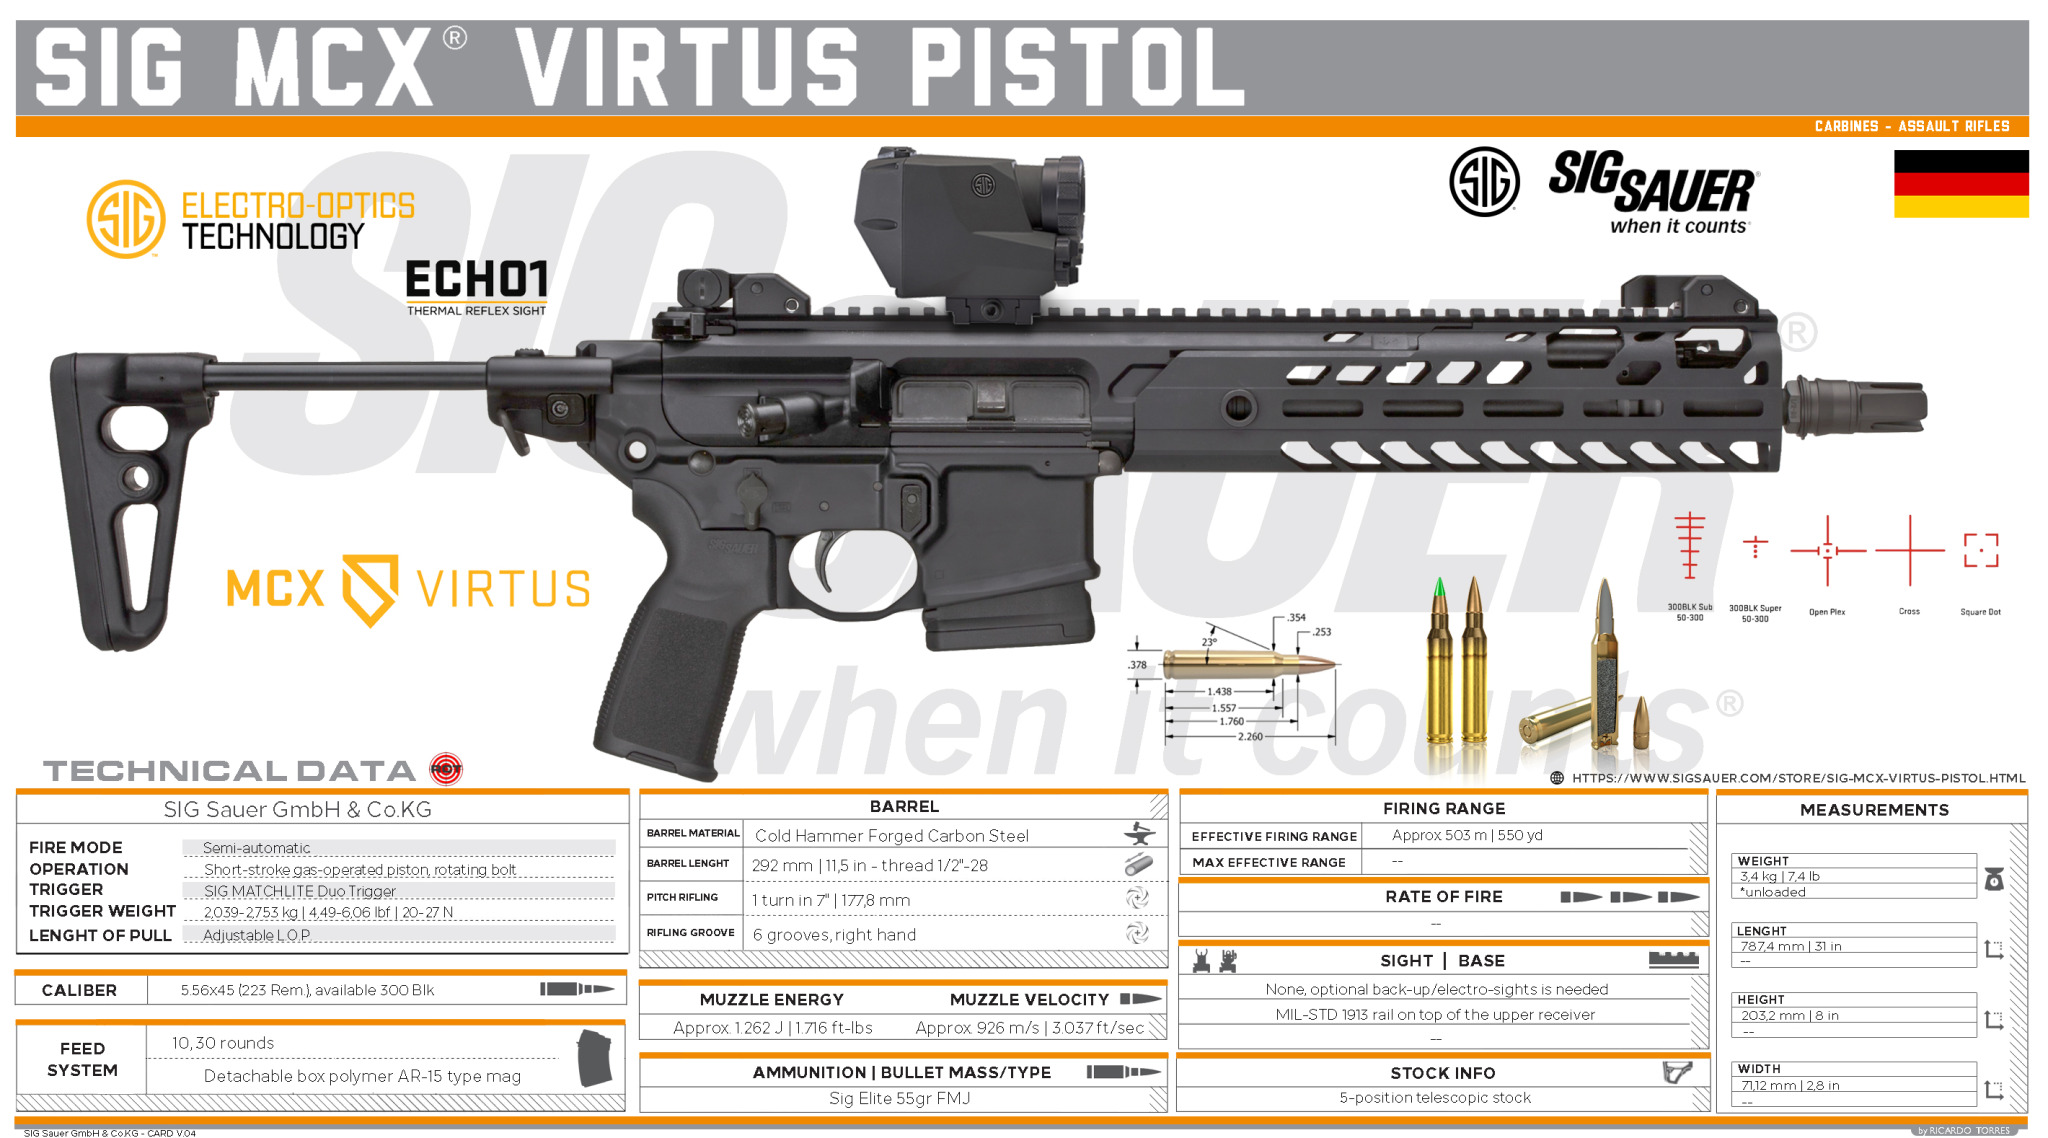 SIG MCX® VIRTUS PISTOL
CARBINES - ASSAULT RIFLES
SIG
ELECTRO-OPTICS
TECHNOLOGY
ECHO1
THERMAL REFLEX SIGHT
SIG
SIG SAUER®
when it counts®
SIG SAUER®
when it counts®
MCX VIRTUS
300BLK Sub
50-300
300BLK Super
50-300
Open Plex
Cross
Square Dot
.354
.253
23°
.378
1.438
1.557
1.760
2.260
TECHNICAL DATA
HTTPS://WWW.SIGSAUER.COM/STORE/SIG-MCX-VIRTUS-PISTOL.HTML
SIG Sauer GmbH & Co.KG
FIRE MODE Semi-automatic
OPERATION Short-stroke gas-operated piston, rotating bolt
TRIGGER SIG MATCHLITE Duo Trigger
TRIGGER WEIGHT 2,039-2,753 kg | 4,49-6,06 lbf | 20-27 N
LENGHT OF PULL Adjustable L.O.P.
CALIBER 5.56x45 (223 Rem.), available 300 Blk
FEED SYSTEM
10, 30 rounds
Detachable box polymer AR-15 type mag
BARREL
BARREL MATERIAL Cold Hammer Forged Carbon Steel
BARREL LENGHT 292 mm | 11,5 in - thread 1/2"-28
PITCH RIFLING 1 turn in 7" | 177,8 mm
RIFLING GROOVE 6 grooves, right hand
MUZZLE ENERGY MUZZLE VELOCITY
Approx. 1.262 J | 1.716 ft-lbs Approx. 926 m/s | 3.037 ft/sec
AMMUNITION | BULLET MASS/TYPE
Sig Elite 55gr FMJ
FIRING RANGE
EFFECTIVE FIRING RANGE Approx 503 m | 550 yd
MAX EFFECTIVE RANGE --
RATE OF FIRE
--
SIGHT | BASE
None, optional back-up/electro-sights is needed
MIL-STD 1913 rail on top of the upper receiver
--
STOCK INFO
5-position telescopic stock
MEASUREMENTS
WEIGHT
3,4 kg | 7,4 lb
*unloaded
LENGHT
787,4 mm | 31 in
--
HEIGHT
203,2 mm | 8 in
--
WIDTH
71,12 mm | 2,8 in
--
SIG Sauer GmbH & Co.KG - CARD V.04
by RICARDO TORRES